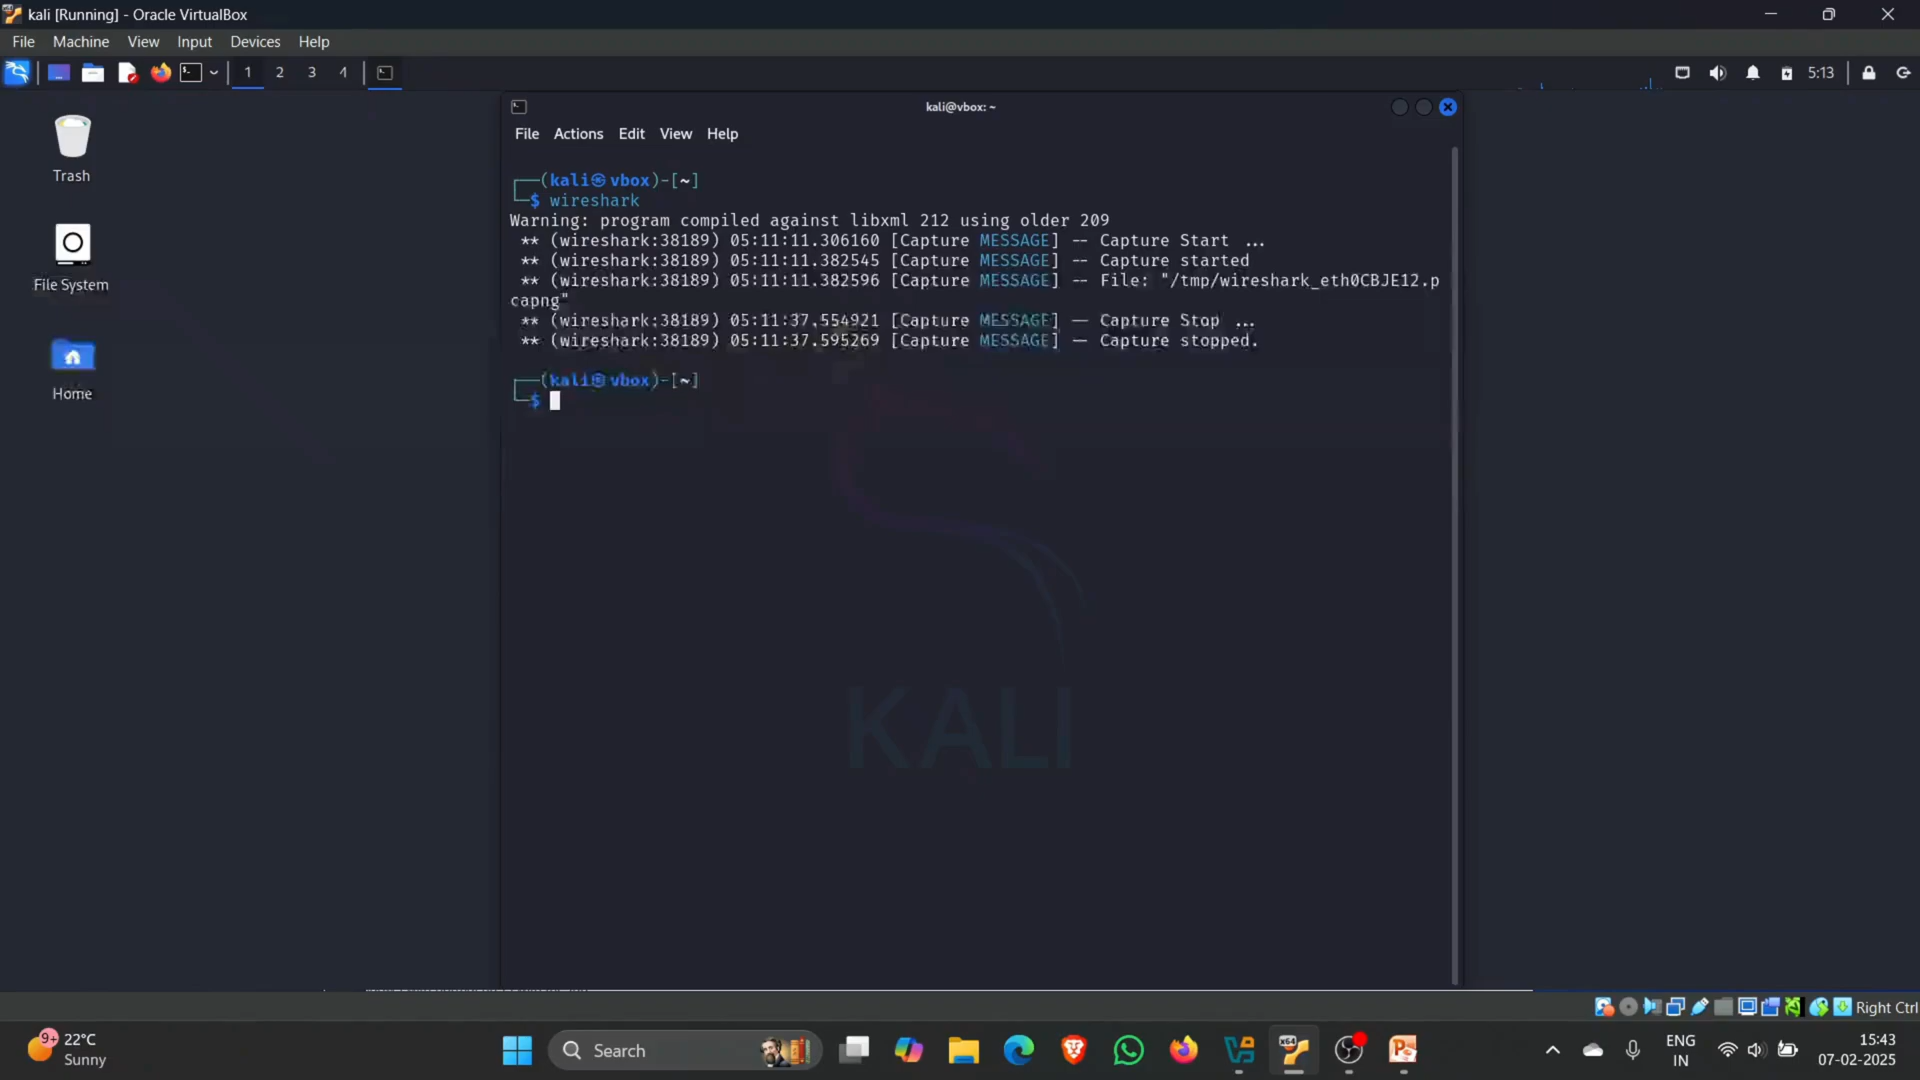 kali [Running] - Oracle VirtualBox
File Machine View Input Devices Help
1 2 3 4
5:13
Trash
File System
Home
kali@vbox: ~
File Actions Edit View Help
┌──(kali㉿vbox)-[~]
└─$ wireshark
Warning: program compiled against libxml 212 using older 209
** (wireshark:38189) 05:11:11.306160 [Capture MESSAGE] -- Capture Start ...
** (wireshark:38189) 05:11:11.382545 [Capture MESSAGE] -- Capture started
** (wireshark:38189) 05:11:11.382596 [Capture MESSAGE] -- File: "/tmp/wireshark_eth0CBJE12.p
capng"
** (wireshark:38189) 05:11:37.554921 [Capture MESSAGE] — Capture Stop ...
** (wireshark:38189) 05:11:37.595269 [Capture MESSAGE] — Capture stopped.
┌──(kali㉿vbox)-[~]
└─$
KALI
Right Ctrl
9+
22°C
Sunny
Search
ENG
IN
15:43
07-02-2025